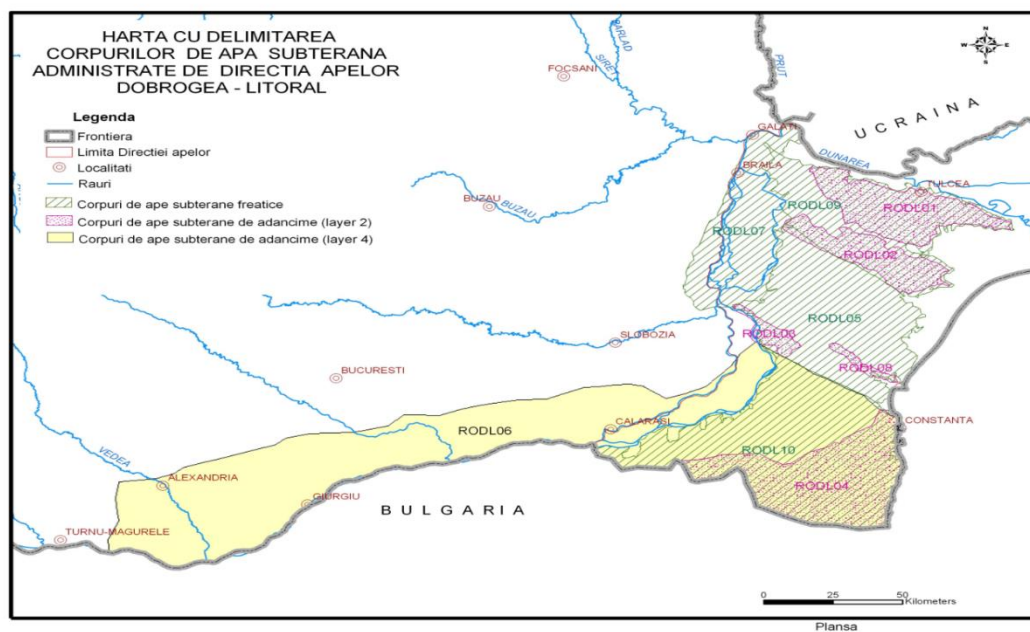 HARTA CU DELIMITAREA
CORPURILOR DE APA SUBTERANA
ADMINISTRATE DE DIRECTIA APELOR
DOBROGEA - LITORAL
Legenda
Frontiera
Limita Directiei apelor
Localitati
Rauri
Corpuri de ape subterane freatice
Corpuri de ape subterane de adancime (layer 2)
Corpuri de ape subterane de adancime (layer 4)
N
W E
S
BARLAD
SIRET
PRUT
FOCSANI
UCRAINA
GALATI
DUNAREA
BRAILA
TULCEA
BUZAU
BUZAU
RODL01
RODL09
RODL07
RODL02
RODL05
RODL03
SLOBOZIA
RODL08
BUCURESTI
CALARASI
CONSTANTA
RODL06
RODL10
VEDEA
ALEXANDRIA
RODL04
GIURGIU
BULGARIA
TURNU-MAGURELE
0 25 50
Kilometers
Plansa